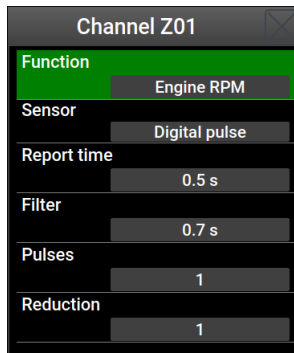 Channel Z01
Function
Engine RPM
Sensor
Digital pulse
Report time
0.5 s
Filter
0.7 s
Pulses
1
Reduction
1